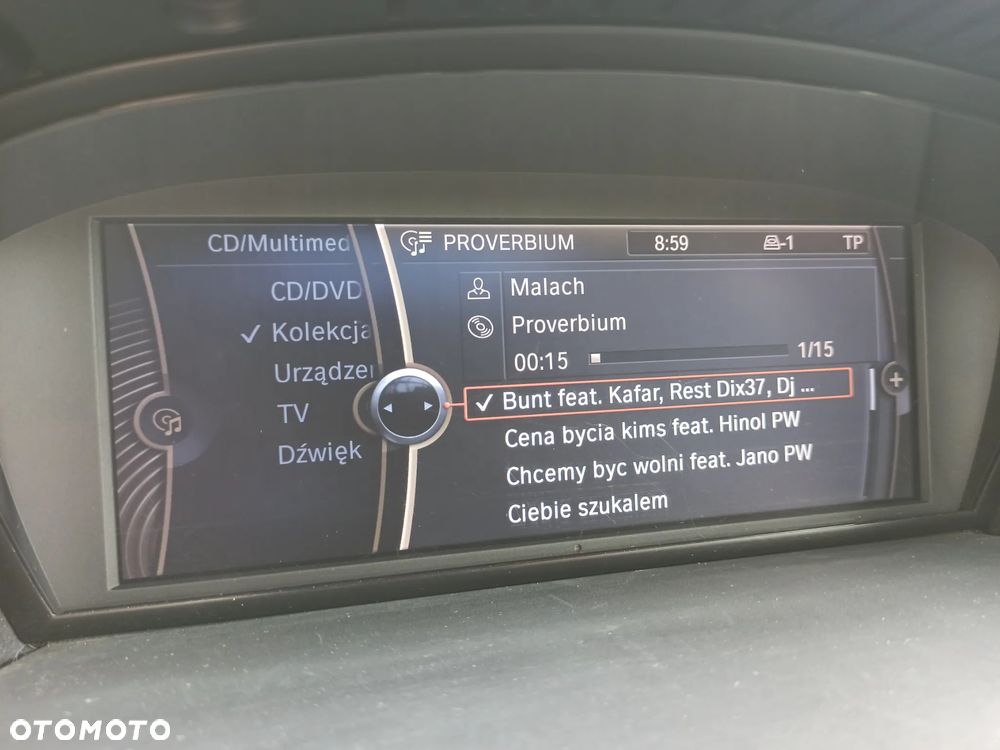 CD/Multimed
PROVERBIUM
8:59
-1
TP
CD/DVD
Kolekcja
Urządzen
TV
Dźwięk
Malach
Proverbium
00:15
1/15
Bunt feat. Kafar, Rest Dix37, Dj ...
Cena bycia kims feat. Hinol PW
Chcemy byc wolni feat. Jano PW
Ciebie szukalem
OTOMOTO